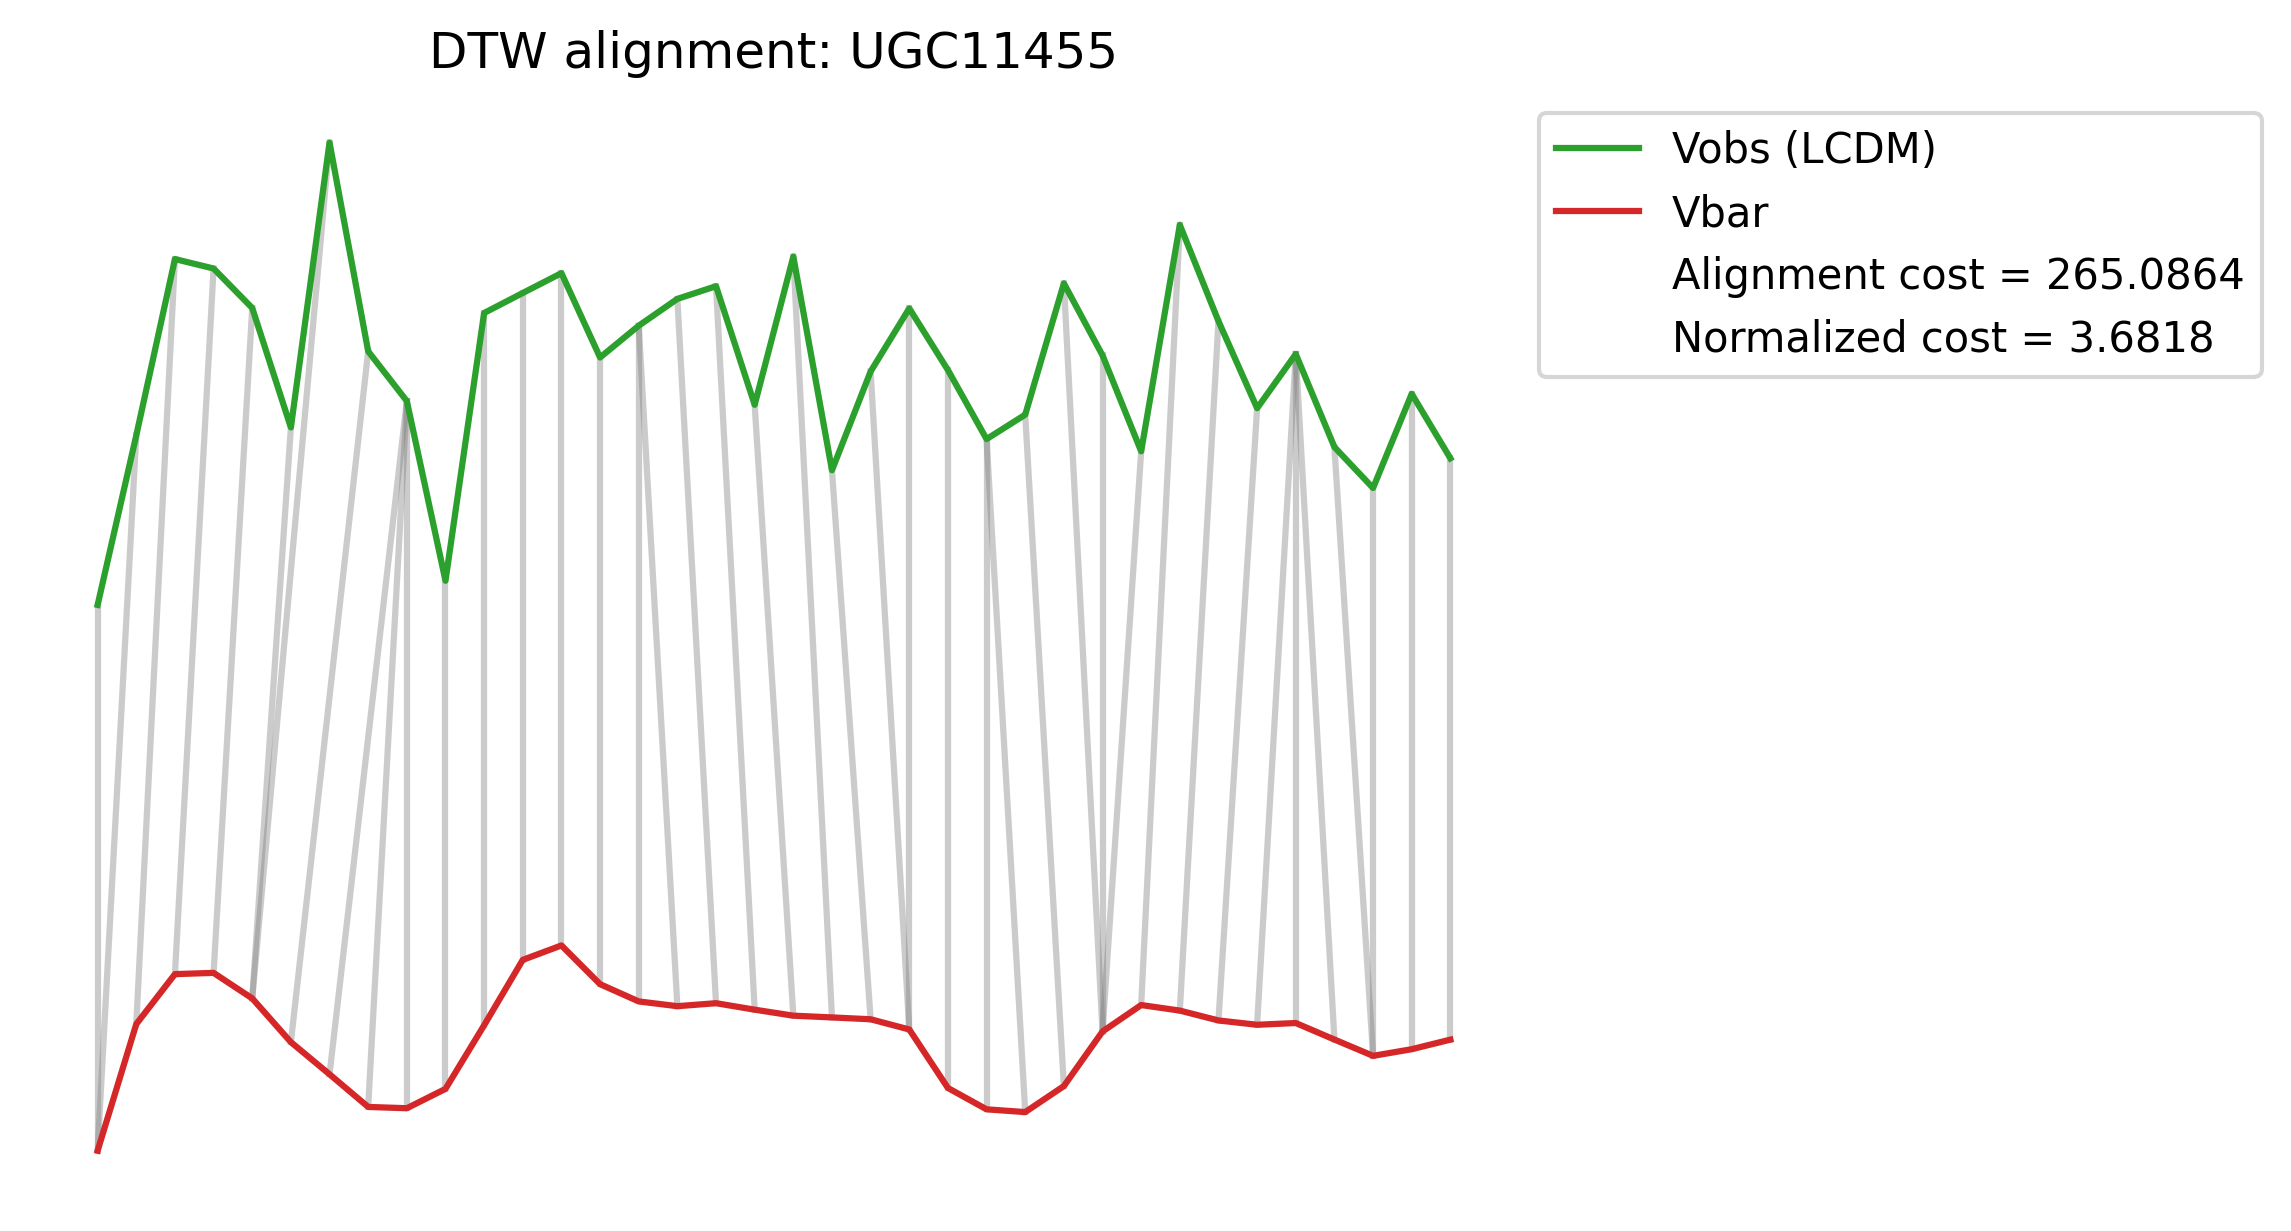 DTW alignment: UGC11455
Vobs (LCDM)
Vbar
Alignment cost = 265.0864
Normalized cost = 3.6818